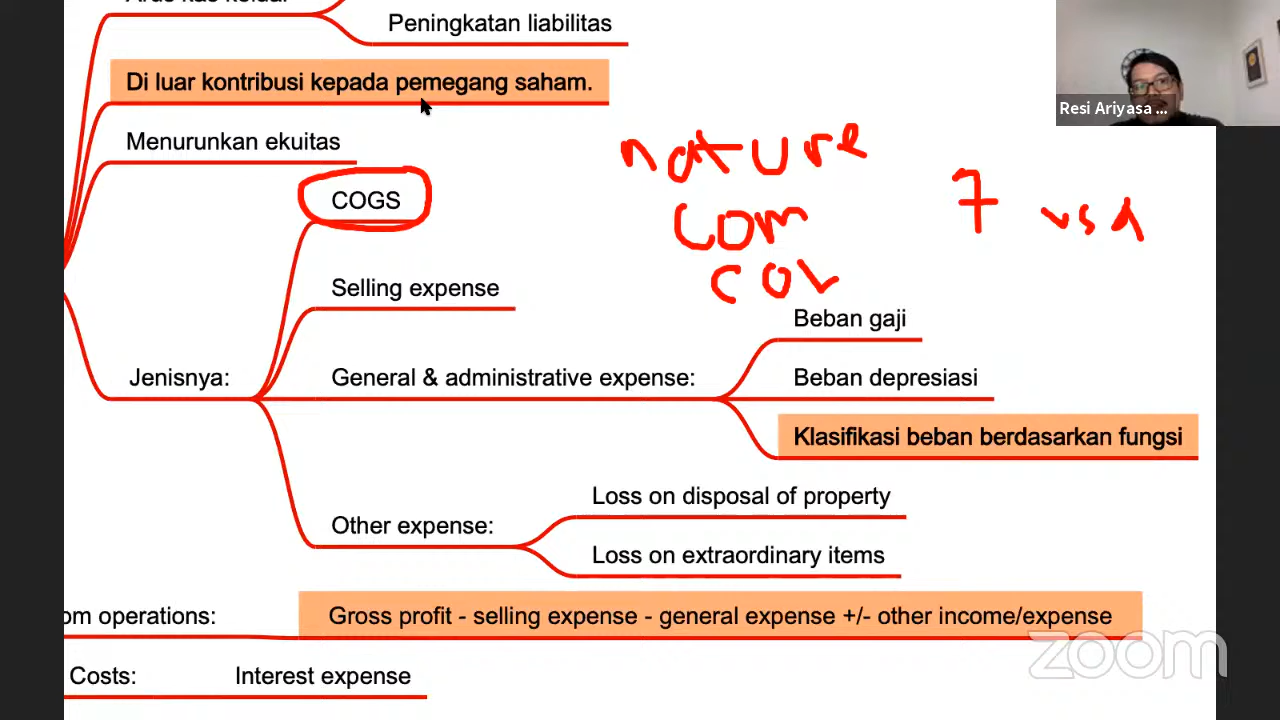 Peningkatan liabilitas
Di luar kontribusi kepada pemegang saham.
Resi Ariyasa ...
Menurunkan ekuitas
nature
COGS
7 usd
com
COL
Selling expense
Beban gaji
Jenisnya:
General & administrative expense:
Beban depresiasi
Klasifikasi beban berdasarkan fungsi
Loss on disposal of property
Other expense:
Loss on extraordinary items
om operations:
Gross profit - selling expense - general expense +/- other income/expense
zoom
Costs:
Interest expense